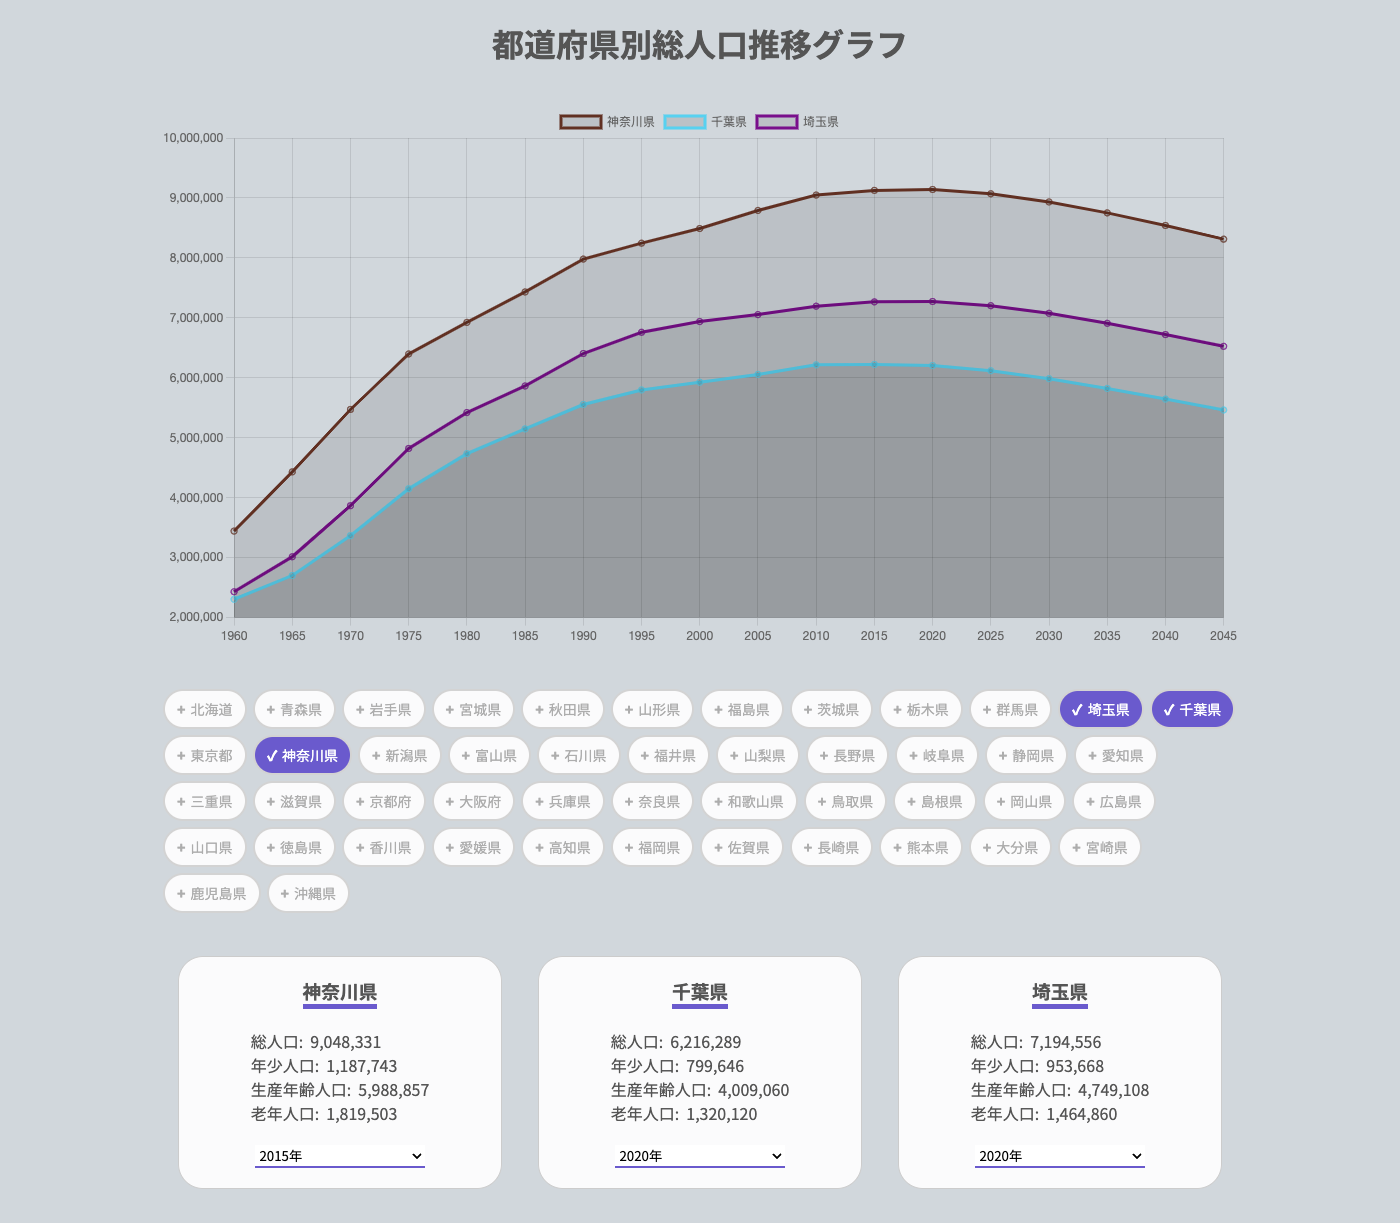 都道府県別総人口推移グラフ
神奈川県 千葉県 埼玉県
10,000,000
9,000,000
8,000,000
7,000,000
6,000,000
5,000,000
4,000,000
3,000,000
2,000,000
1960 1965 1970 1975 1980 1985 1990 1995 2000 2005 2010 2015 2020 2025 2030 2035 2040 2045
+ 北海道 + 青森県 + 岩手県 + 宮城県 + 秋田県 + 山形県 + 福島県 + 茨城県 + 栃木県 + 群馬県 ✓ 埼玉県 ✓ 千葉県
+ 東京都 ✓ 神奈川県 + 新潟県 + 富山県 + 石川県 + 福井県 + 山梨県 + 長野県 + 岐阜県 + 静岡県 + 愛知県
+ 三重県 + 滋賀県 + 京都府 + 大阪府 + 兵庫県 + 奈良県 + 和歌山県 + 鳥取県 + 島根県 + 岡山県 + 広島県
+ 山口県 + 徳島県 + 香川県 + 愛媛県 + 高知県 + 福岡県 + 佐賀県 + 長崎県 + 熊本県 + 大分県 + 宮崎県
+ 鹿児島県 + 沖縄県
神奈川県
総人口: 9,048,331
年少人口: 1,187,743
生産年齢人口: 5,988,857
老年人口: 1,819,503
2015年
千葉県
総人口: 6,216,289
年少人口: 799,646
生産年齢人口: 4,009,060
老年人口: 1,320,120
2020年
埼玉県
総人口: 7,194,556
年少人口: 953,668
生産年齢人口: 4,749,108
老年人口: 1,464,860
2020年